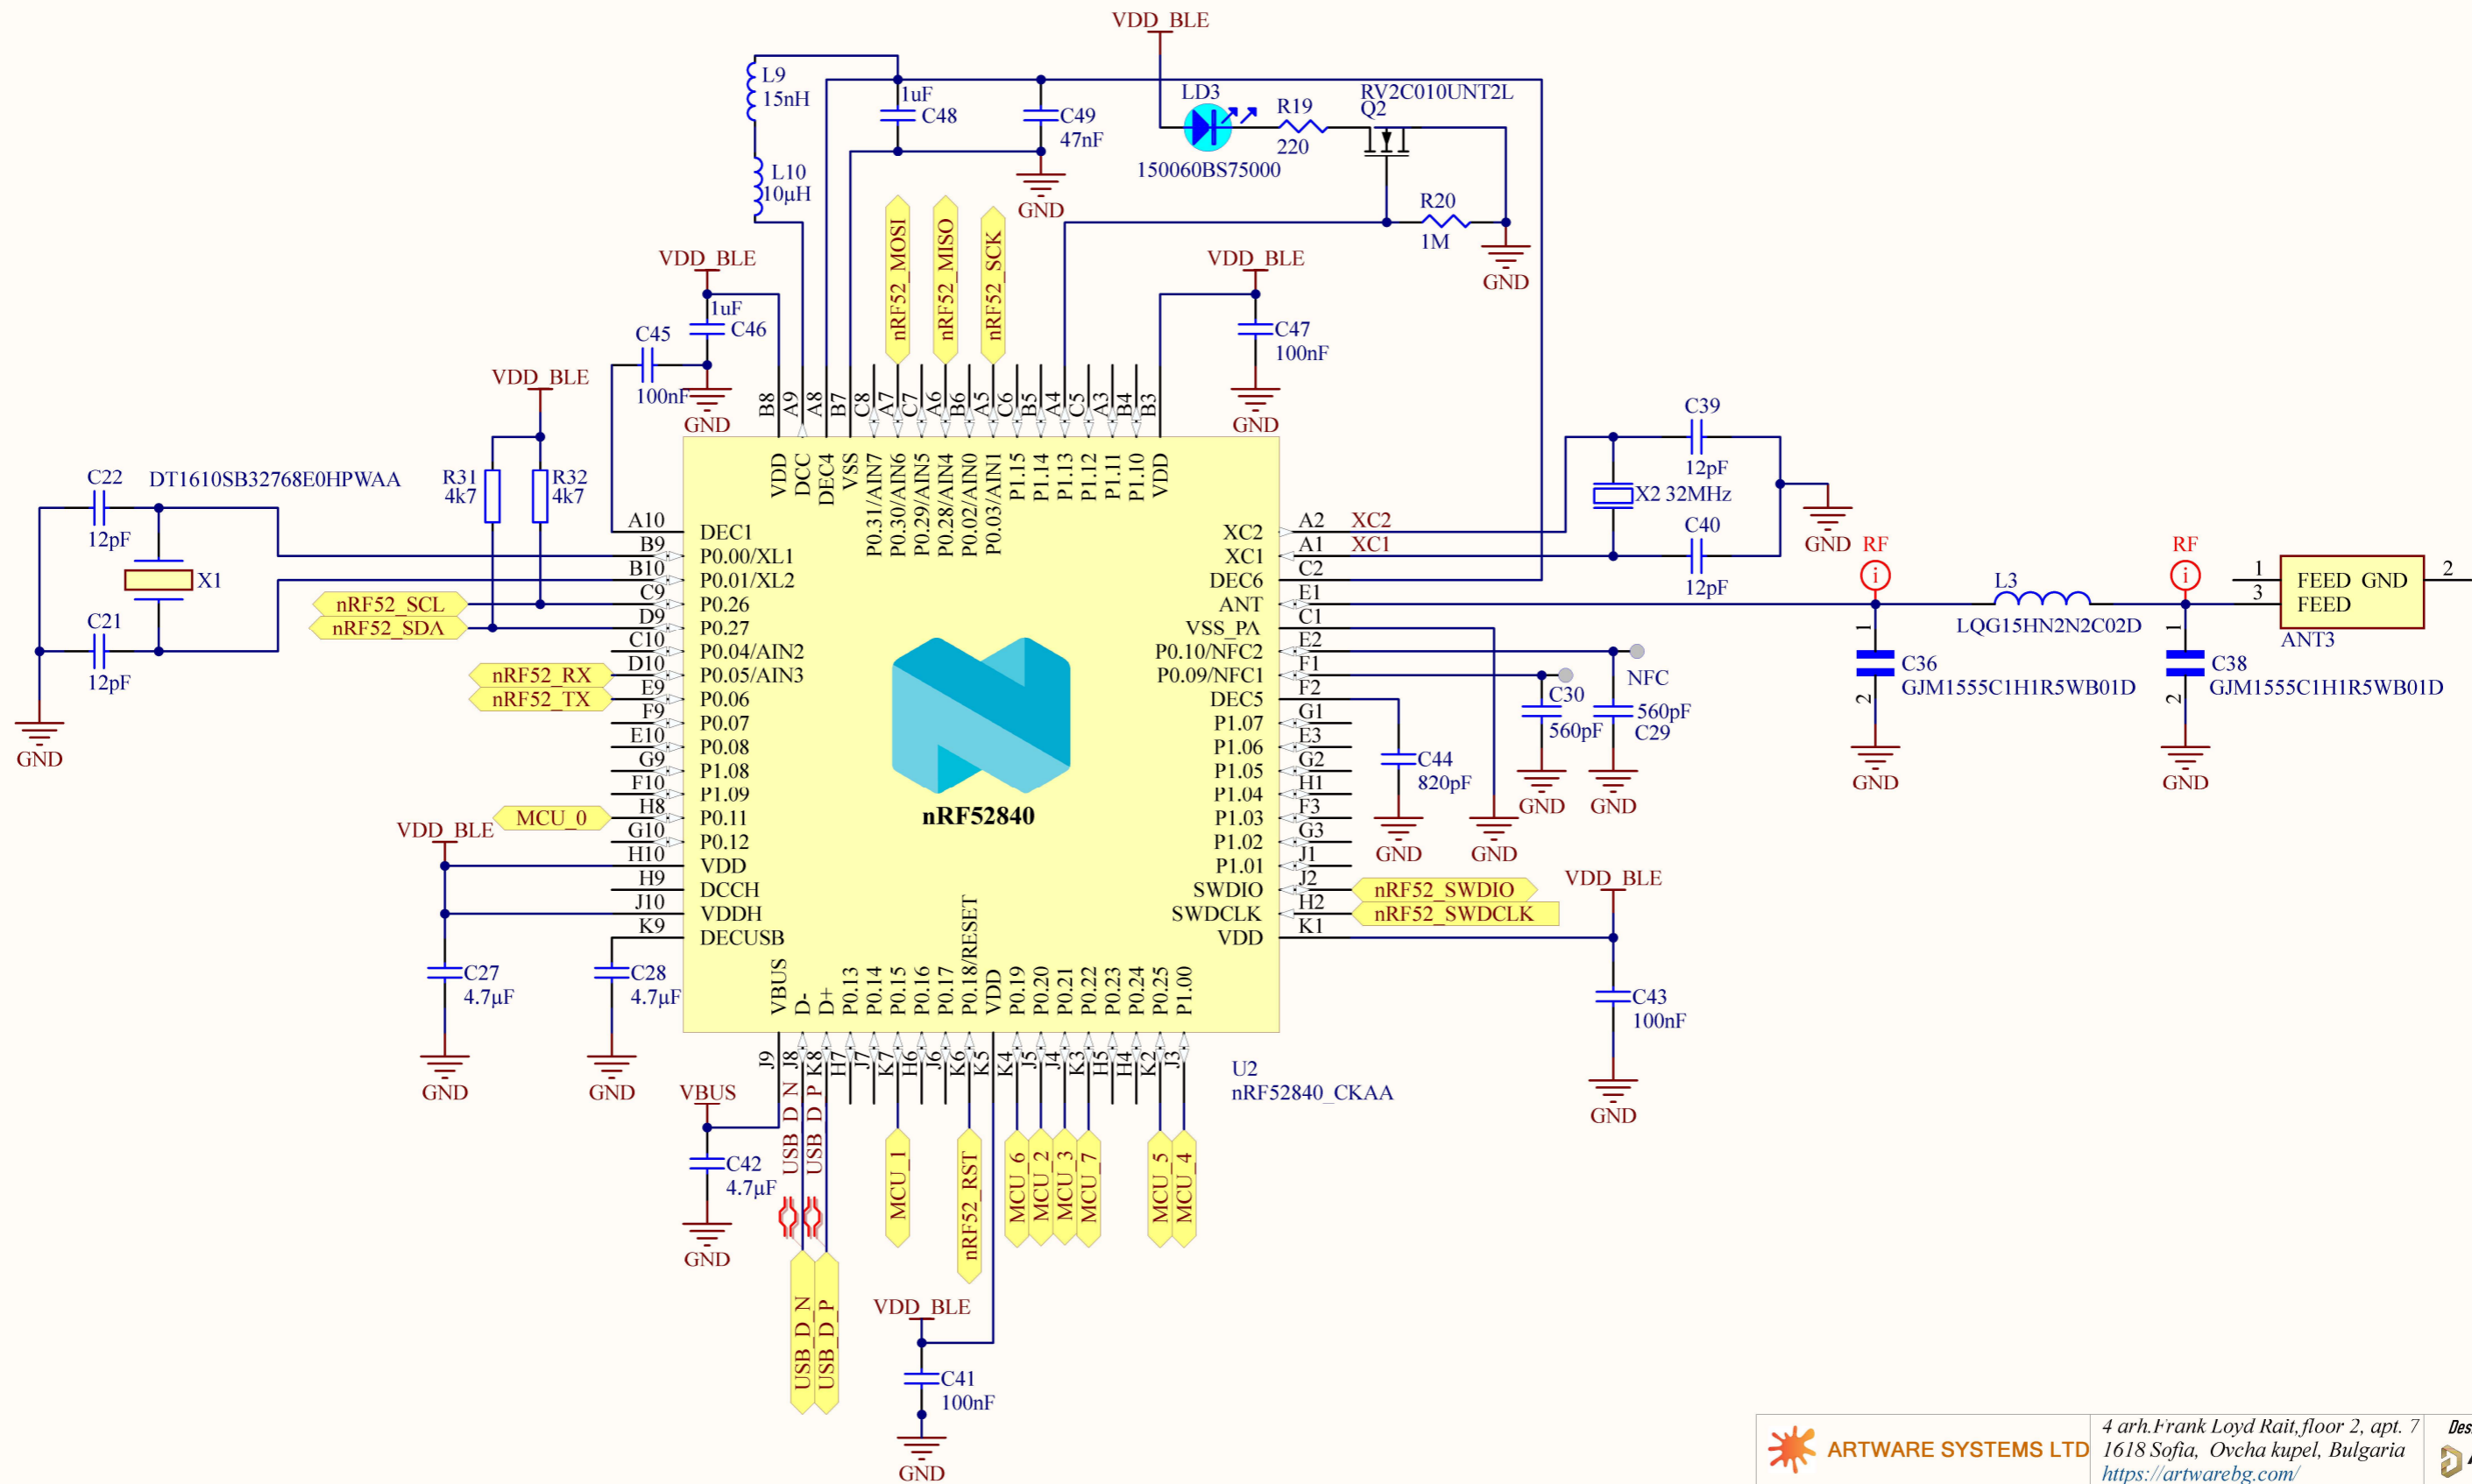 VDD_BLE
L9
15nH
1uF
C48
C49
47nF
LD3
150060BS75000
R19
220
RV2C010UNT2L
Q2
L10
10µH
GND
R20
1M
GND
nRF52_MOSI
nRF52_MISO
nRF52_SCK
VDD_BLE
1uF
C46
C45
100nF
GND
VDD_BLE
C47
100nF
GND
VDD_BLE
R31
4k7
R32
4k7
C22
12pF
DT1610SB32768E0HPWAA
X1
C21
12pF
GND
nRF52_SCL
nRF52_SDA
nRF52_RX
nRF52_TX
MCU_0
VDD_BLE
C27
4.7µF
GND
C28
4.7µF
GND
B8 VDD
A9 DCC
A8 DEC4
B7 VSS
C8 P0.31/AIN7
A7 P0.30/AIN6
C7 P0.29/AIN5
A6 P0.28/AIN4
B6 P0.02/AIN0
A5 P0.03/AIN1
C6 P1.15
B5 P1.14
A4 P1.13
C5 P1.12
A3 P1.11
B4 P1.10
B3 VDD
A10 DEC1
B9 P0.00/XL1
B10 P0.01/XL2
C9 P0.26
D9 P0.27
C10 P0.04/AIN2
D10 P0.05/AIN3
E9 P0.06
F9 P0.07
E10 P0.08
G9 P1.08
F10 P1.09
H8 P0.11
G10 P0.12
H10 VDD
H9 DCCH
J10 VDDH
K9 DECUSB
nRF52840
XC2 A2 XC2
XC1 A1 XC1
DEC6 C2
ANT E1
VSS_PA C1
P0.10/NFC2 E2
P0.09/NFC1 F1
DEC5 F2
P1.07 G1
P1.06 E3
P1.05 G2
P1.04 H1
P1.03 F3
P1.02 G3
P1.01 J1
SWDIO J2 nRF52_SWDIO
SWDCLK H2 nRF52_SWDCLK
VDD K1
VBUS J9
D- J8
D+ K8
P0.13 H7
P0.14 J7
P0.15 K7
P0.16 H6
P0.17 J6
P0.18/RESET K6
VDD K5
P0.19 K4
P0.20 J5
P0.21 J4
P0.22 K3
P0.23 H5
P0.24 H4
P0.25 K2
P1.00 J3
U2
nRF52840_CKAA
C39
12pF
X2 32MHz
C40
12pF
GND
RF
i
L3
LQG15HN2N2C02D
RF
i
1 FEED GND 2
3 FEED
ANT3
1
C36
GJM1555C1H1R5WB01D
2
GND
1
C38
GJM1555C1H1R5WB01D
2
GND
NFC
C30
560pF
GND
560pF
C29
GND
C44
820pF
GND
GND
VDD_BLE
C43
100nF
GND
VBUS
C42
4.7µF
GND
USB_D_N
USB_D_P
USB_D_N
USB_D_P
MCU_1
nRF52_RST
MCU_6
MCU_2
MCU_3
MCU_7
MCU_5
MCU_4
VDD_BLE
C41
100nF
GND
ARTWARE SYSTEMS LTD
4 arh.Frank Loyd Rait,floor 2, apt. 7
1618 Sofia, Ovcha kupel, Bulgaria
https://artwarebg.com/